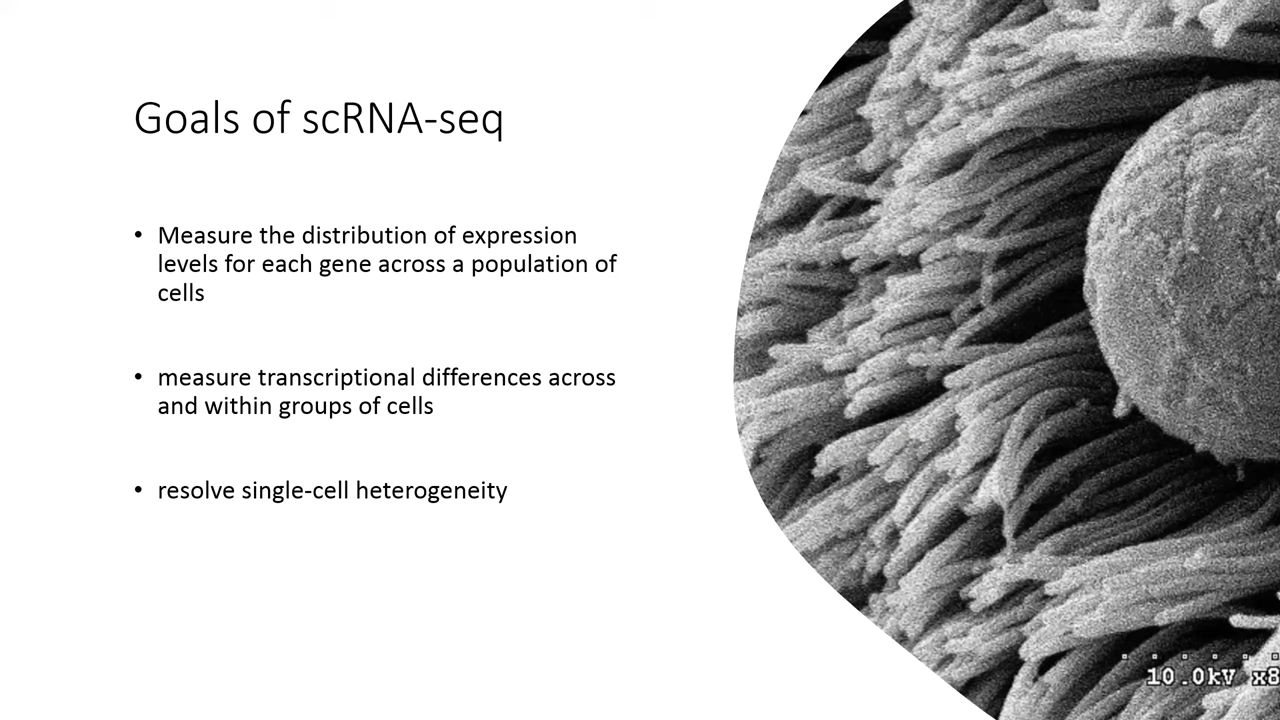 Goals of scRNA-seq
• Measure the distribution of expression
levels for each gene across a population of
cells
• measure transcriptional differences across
and within groups of cells
• resolve single-cell heterogeneity
10.0kV x8